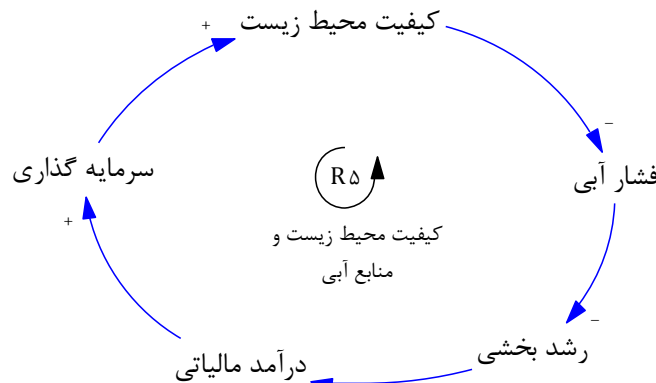 کیفیت محیط زیست
+
–
سرمایه گذاری
R۵
فشار آبی
+
کیفیت محیط زیست و
منابع آبی
–
درآمد مالیاتی
رشد بخشی